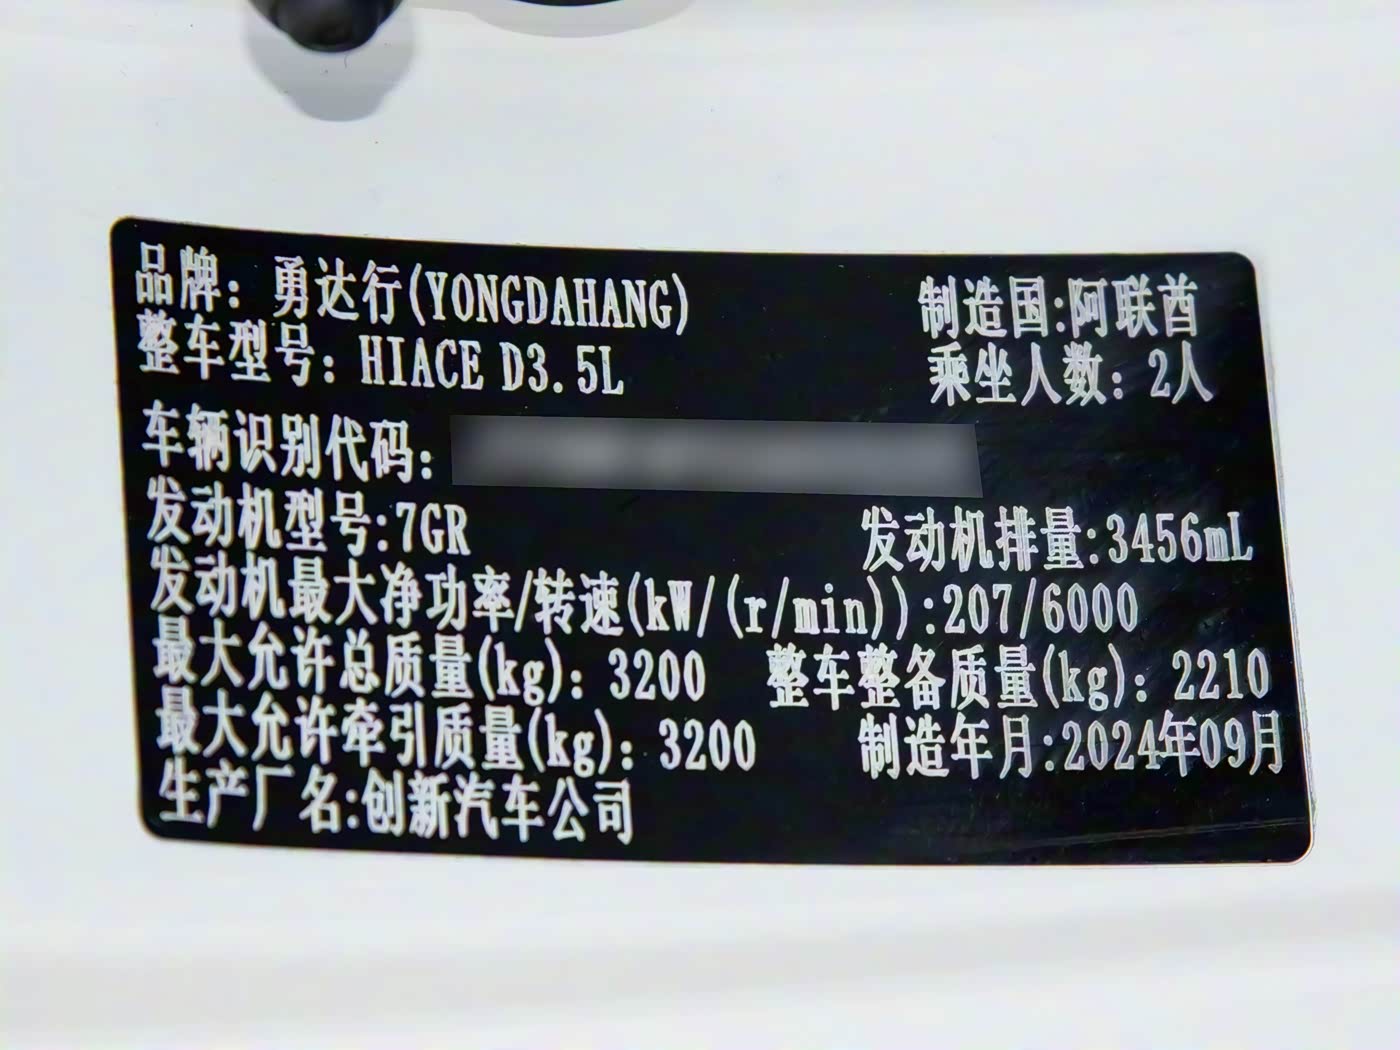 品牌：勇达行(YONGDAHANG) 制造国:阿联酋
整车型号：HIACE D3.5L 乘坐人数：2人
车辆识别代码：
发动机型号:7GR 发动机排量:3456mL
发动机最大净功率/转速(kW/(r/min)):207/6000
最大允许总质量(kg)：3200 整车整备质量(kg)：2210
最大允许牵引质量(kg)：3200 制造年月:2024年09月
生产厂名:创新汽车公司